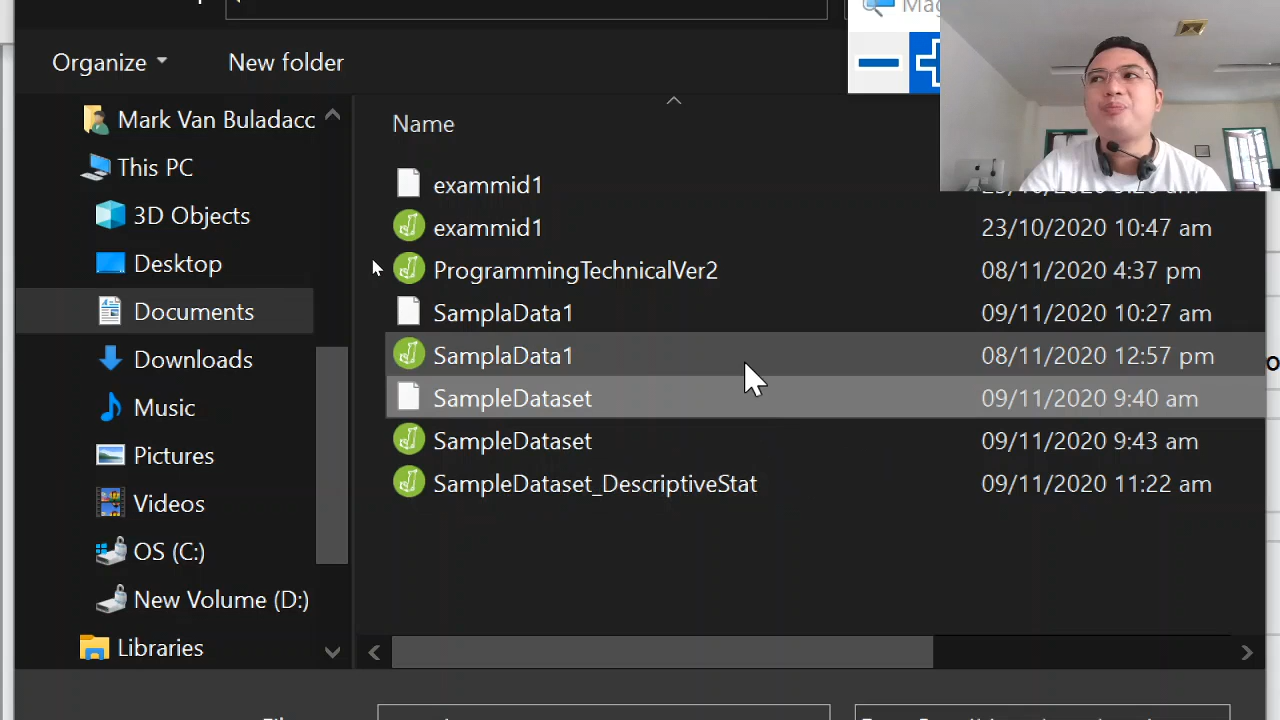 Mag
Organize
New folder
Mark Van Buladacc
This PC
3D Objects
Desktop
Documents
Downloads
Music
Pictures
Videos
OS (C:)
New Volume (D:)
Libraries
Name
exammid1
exammid1 23/10/2020 10:47 am
ProgrammingTechnicalVer2 08/11/2020 4:37 pm
SamplaData1 09/11/2020 10:27 am
SamplaData1 08/11/2020 12:57 pm
SampleDataset 09/11/2020 9:40 am
SampleDataset 09/11/2020 9:43 am
SampleDataset_DescriptiveStat 09/11/2020 11:22 am